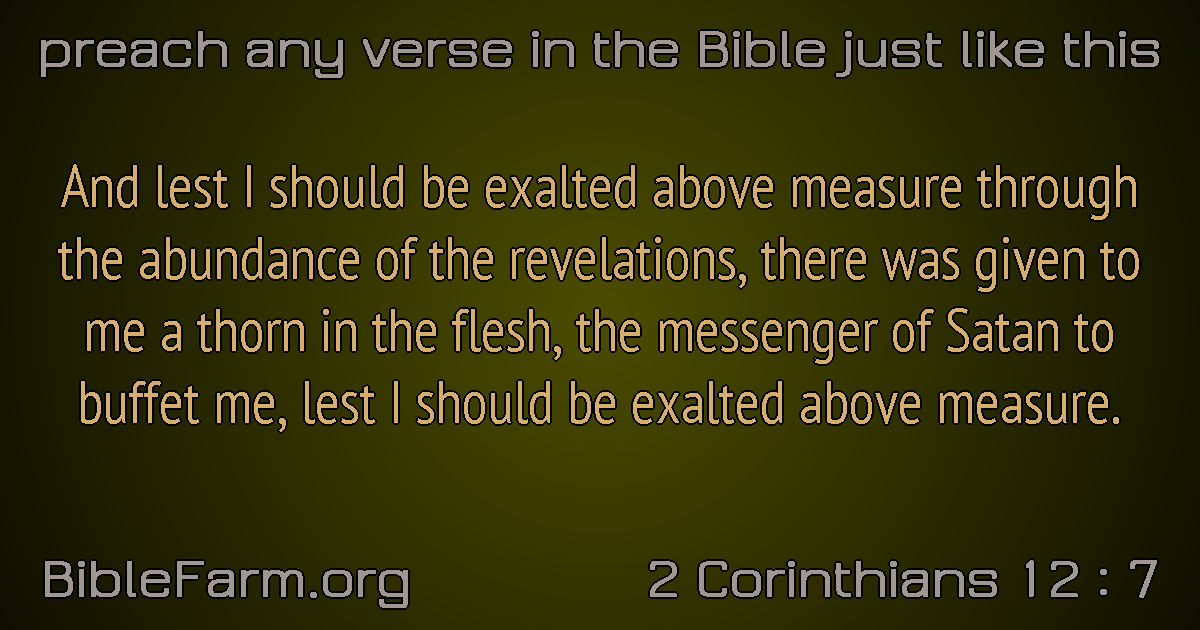 preach any verse in the Bible just like this
And lest I should be exalted above measure through
the abundance of the revelations, there was given to
me a thorn in the flesh, the messenger of Satan to
buffet me, lest I should be exalted above measure.
BibleFarm.org
2 Corinthians 12 : 7